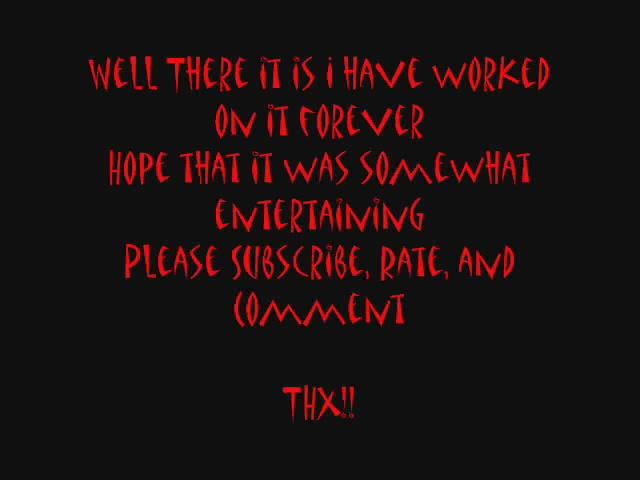 WELL THERE iT iS i HAVE WORKED
ON iT FOREVER
HOPE THAT iT WAS SOMEWHAT
ENTERTAiNiNG
PLEASE SUBSCRiBE, RATE, AND
COMMENT
THX!!